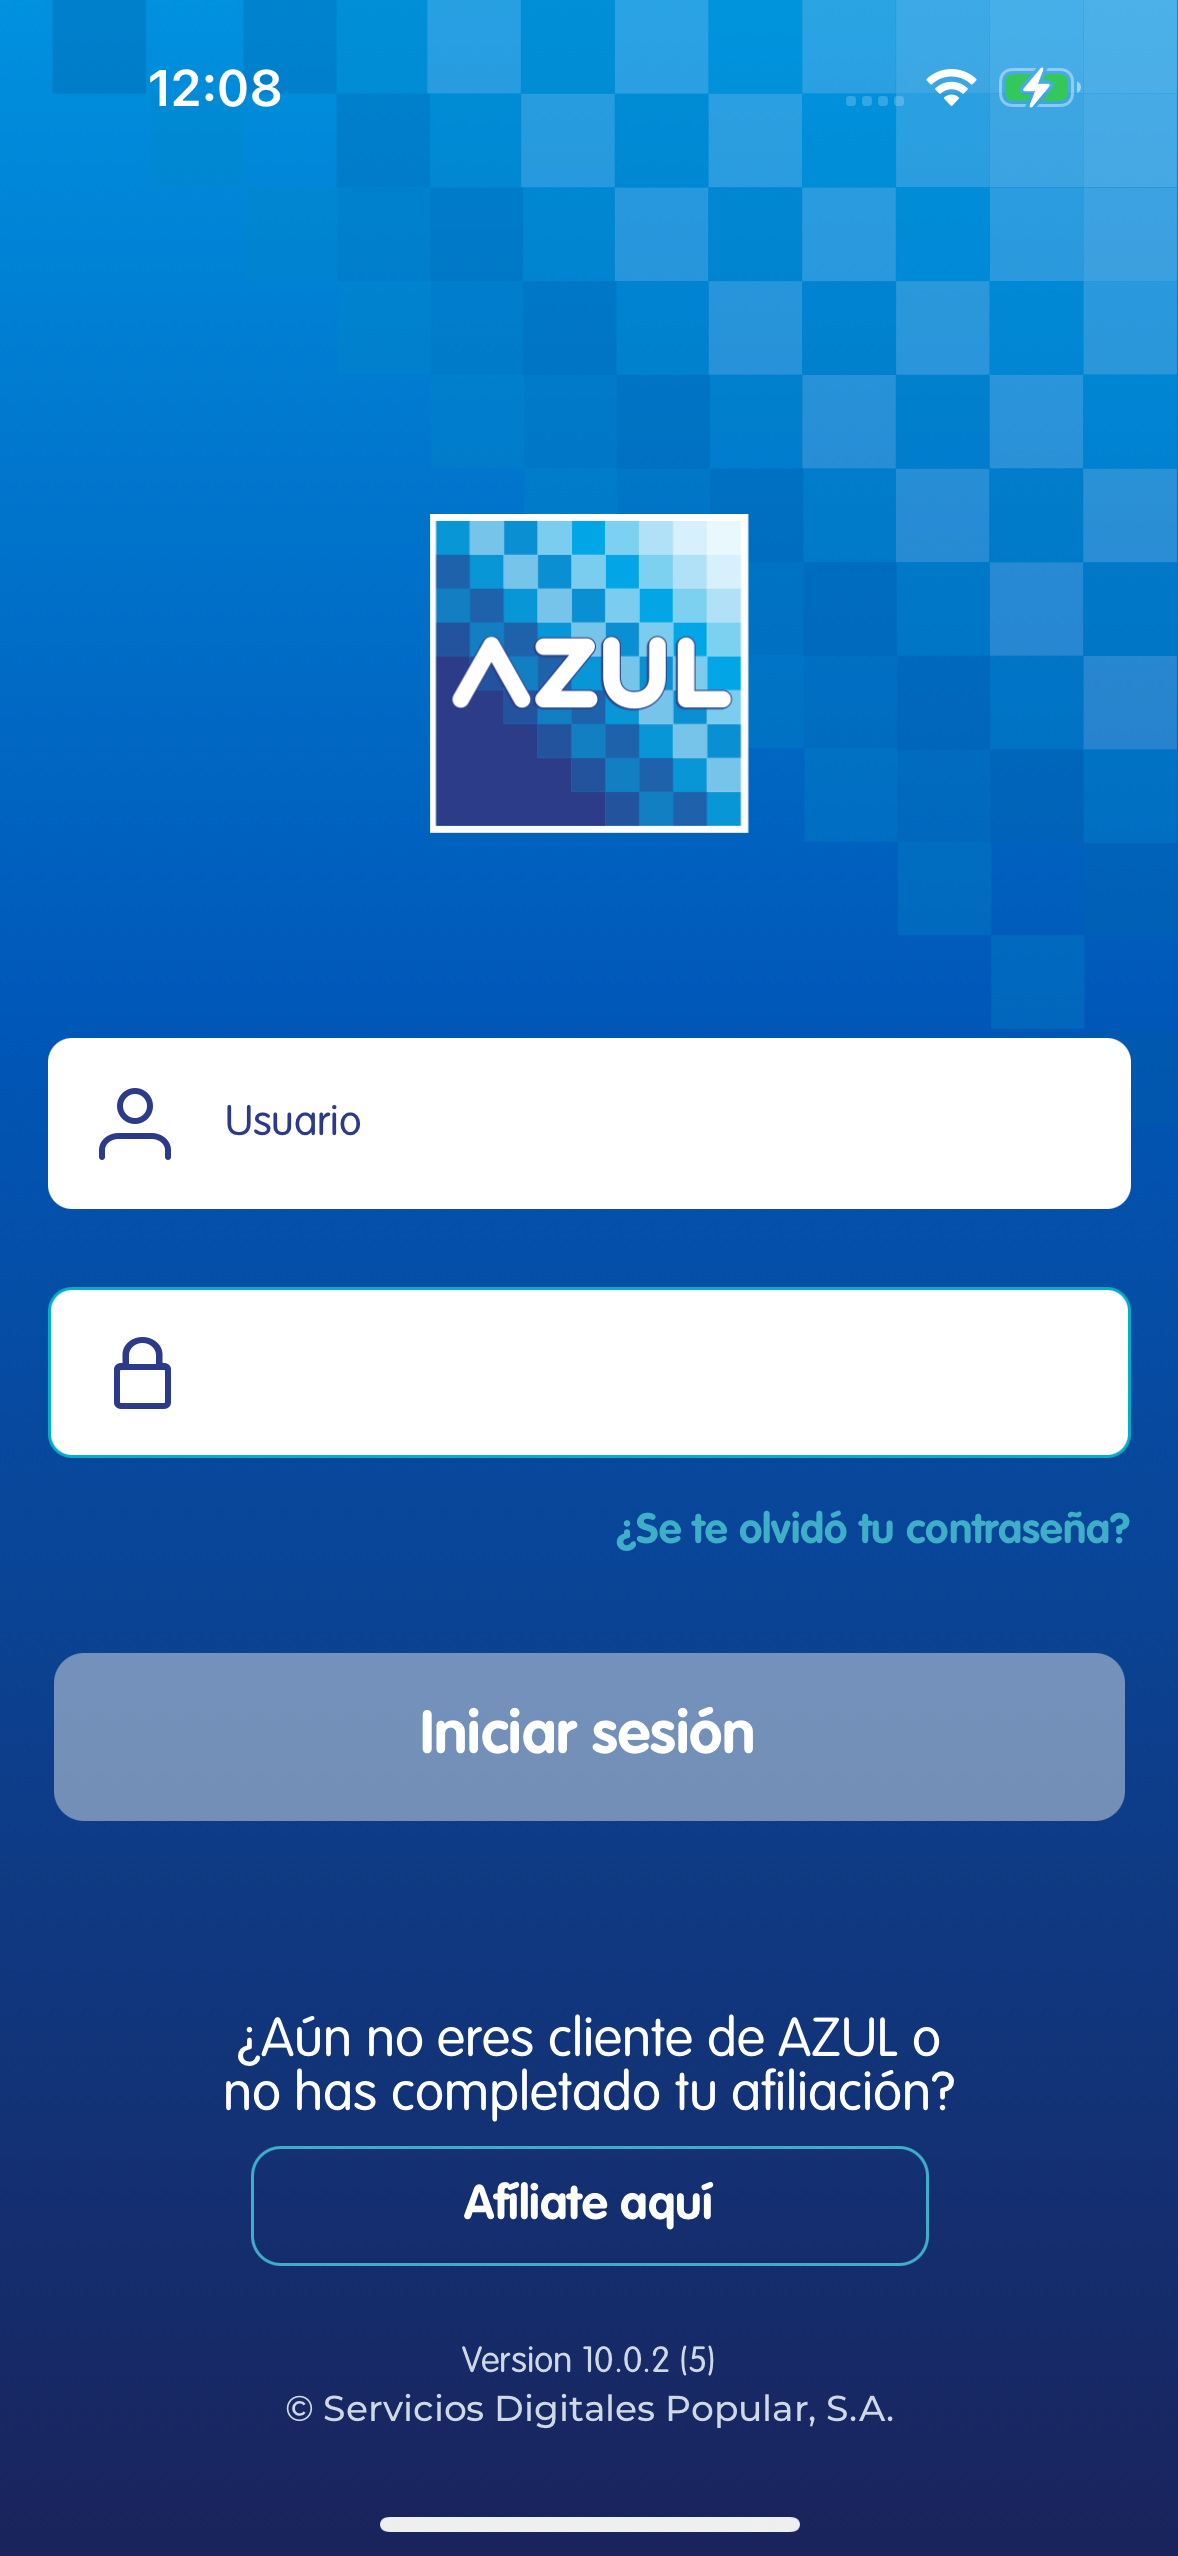 12:08
AZUL
Usuario
¿Se te olvidó tu contraseña?
Iniciar sesión
¿Aún no eres cliente de AZUL o
no has completado tu afiliación?
Afíliate aquí
Version 10.0.2 (5)
© Servicios Digitales Popular, S.A.